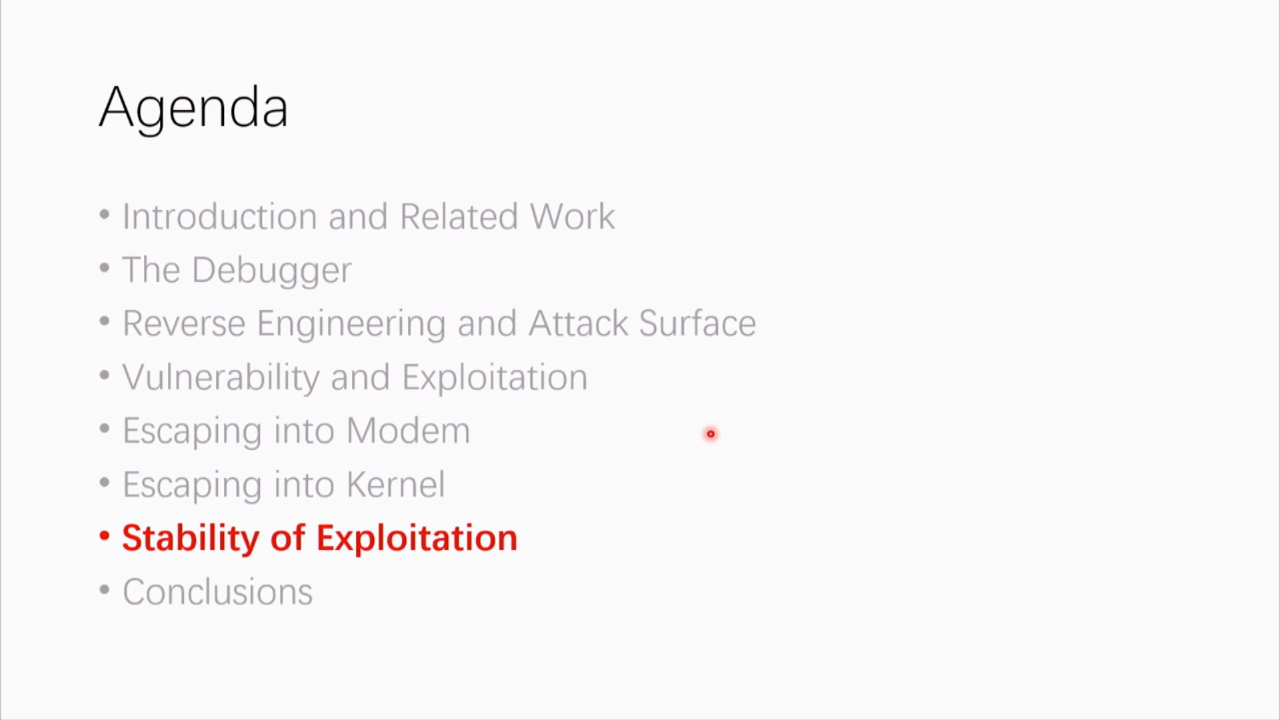 Agenda
• Introduction and Related Work
• The Debugger
• Reverse Engineering and Attack Surface
• Vulnerability and Exploitation
• Escaping into Modem
• Escaping into Kernel
• Stability of Exploitation
• Conclusions